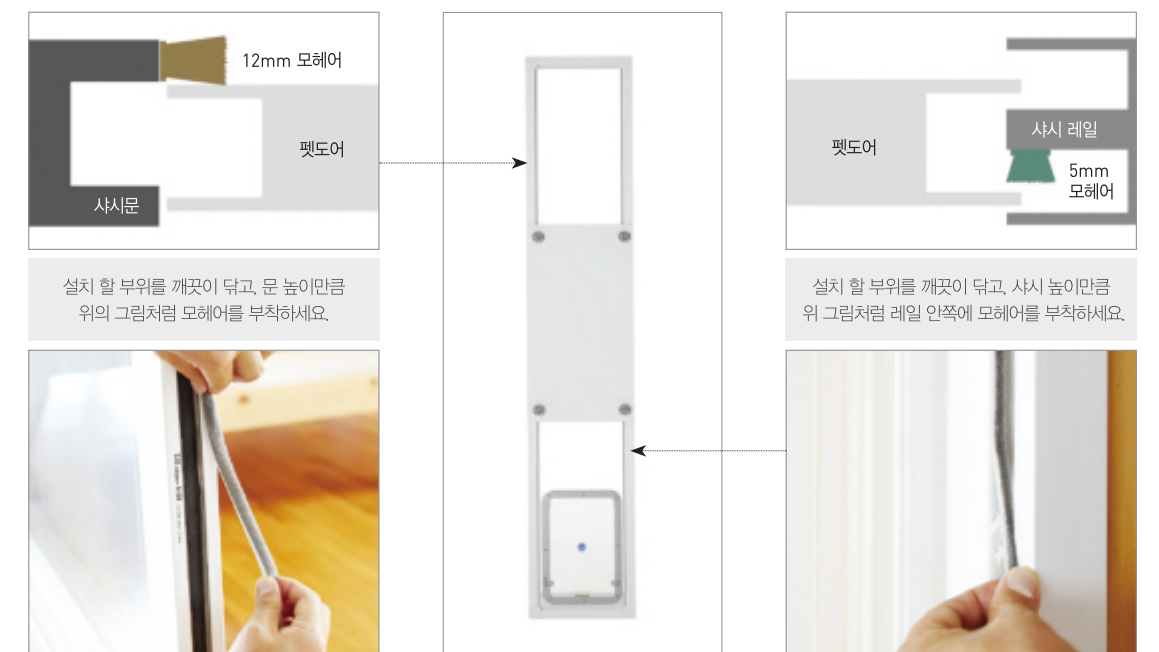 12mm 모헤어
펫도어
샤시문
설치 할 부위를 깨끗이 닦고, 문 높이만큼
위의 그림처럼 모헤어를 부착하세요.
펫도어
샤시 레일
5mm
모헤어
설치 할 부위를 깨끗이 닦고, 샤시 높이만큼
위 그림처럼 레일 안쪽에 모헤어를 부착하세요.